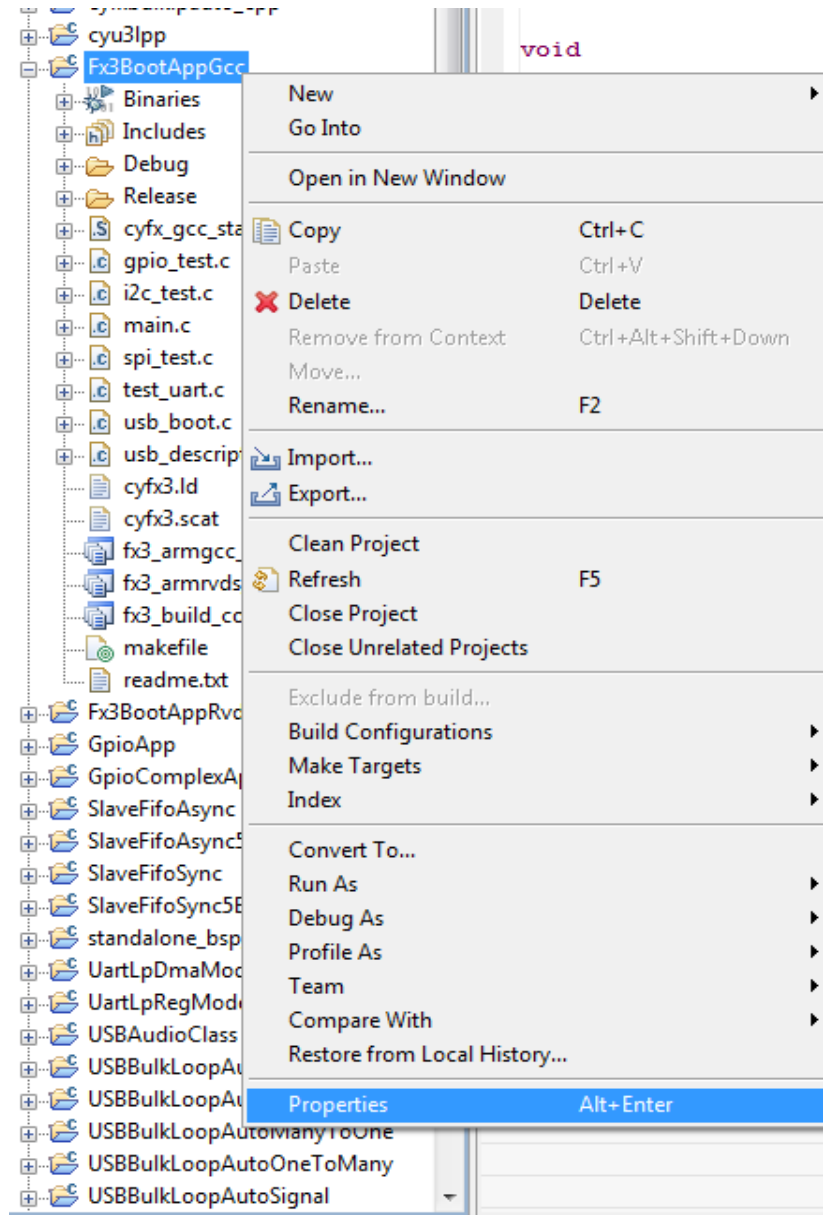 cyu3lpp
void
Fx3BootAppGcc
Binaries
Includes
Debug
Release
cyfx_gcc_sta
gpio_test.c
i2c_test.c
main.c
spi_test.c
test_uart.c
usb_boot.c
usb_descrip
cyfx3.ld
cyfx3.scat
fx3_armgcc_
fx3_armrvds
fx3_build_co
makefile
readme.txt
Fx3BootAppRvd
GpioApp
GpioComplexAp
SlaveFifoAsync
SlaveFifoAsync5
SlaveFifoSync
SlaveFifoSync5B
standalone_bsp
UartLpDmaMod
UartLpRegMode
USBAudioClass
USBBulkLoopAu
USBBulkLoopAu
USBBulkLoopAutoManyToOne
USBBulkLoopAutoOneToMany
USBBulkLoopAutoSignal
New
Go Into
Open in New Window
Copy Ctrl+C
Paste Ctrl+V
Delete Delete
Remove from Context Ctrl+Alt+Shift+Down
Move...
Rename... F2
Import...
Export...
Clean Project
Refresh F5
Close Project
Close Unrelated Projects
Exclude from build...
Build Configurations
Make Targets
Index
Convert To...
Run As
Debug As
Profile As
Team
Compare With
Restore from Local History...
Properties Alt+Enter